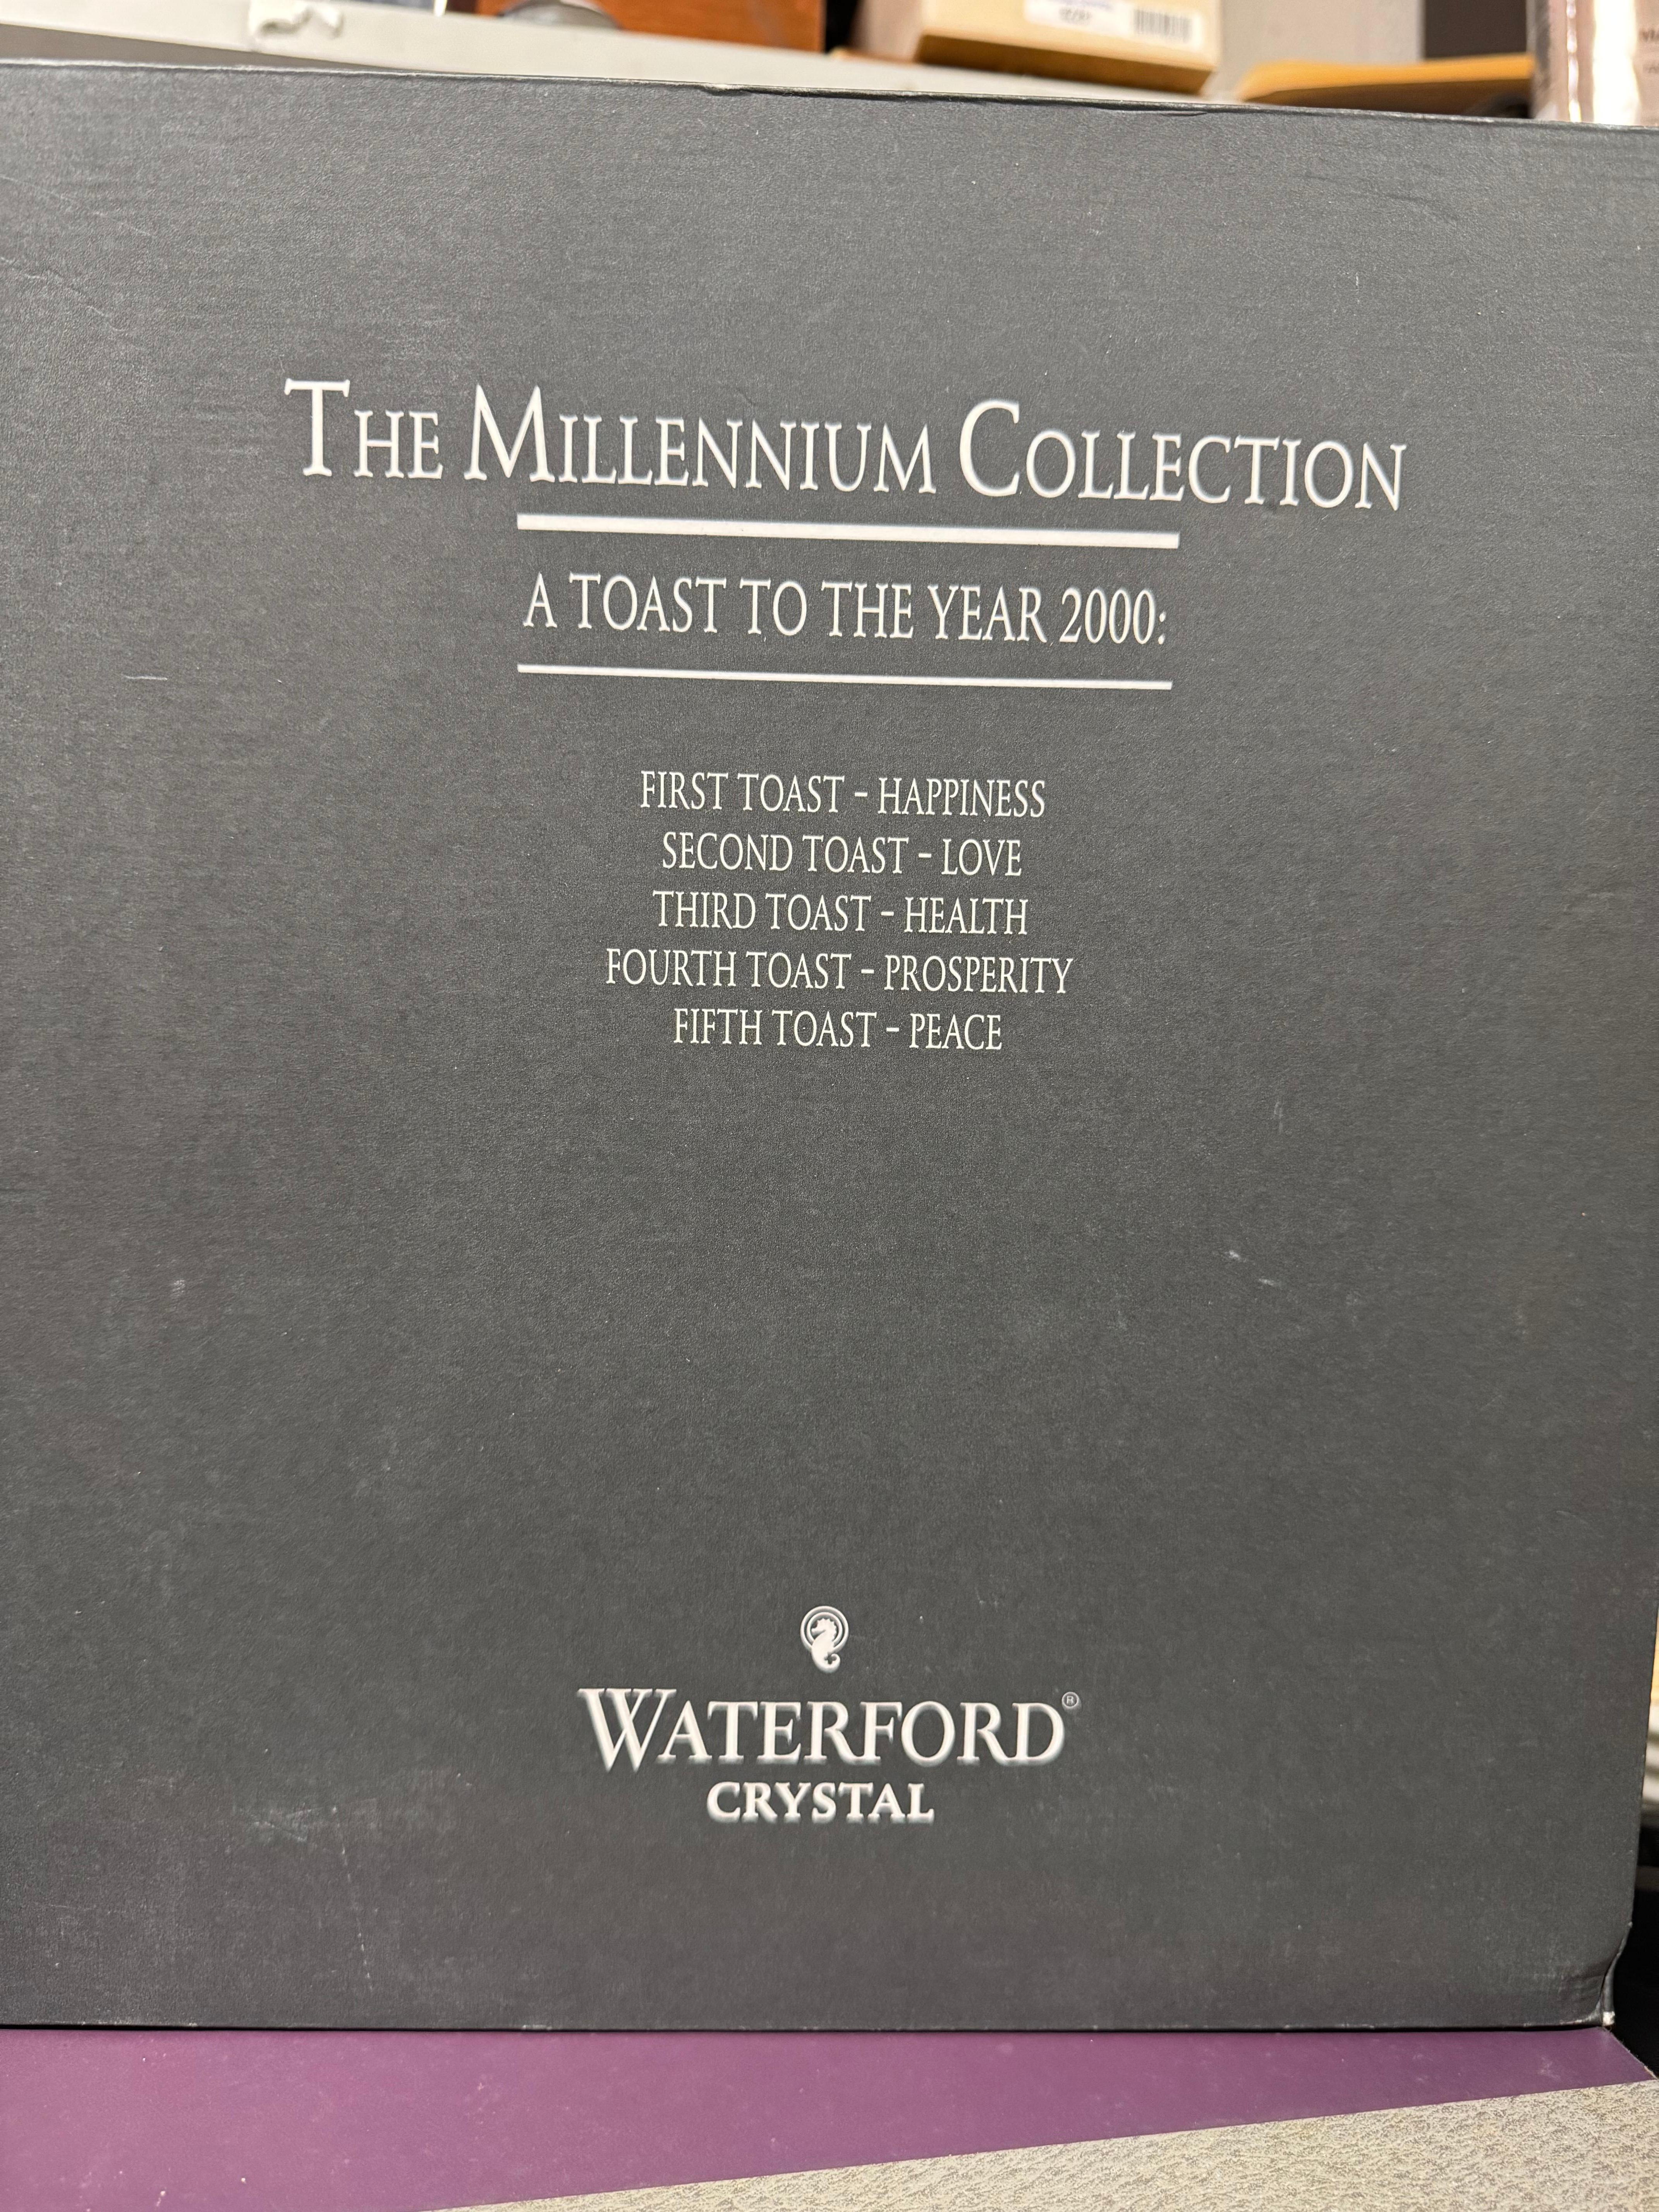 THE MILLENNIUM COLLECTION
A TOAST TO THE YEAR 2000:
FIRST TOAST - HAPPINESS
SECOND TOAST - LOVE
THIRD TOAST - HEALTH
FOURTH TOAST - PROSPERITY
FIFTH TOAST - PEACE
WATERFORD®
CRYSTAL